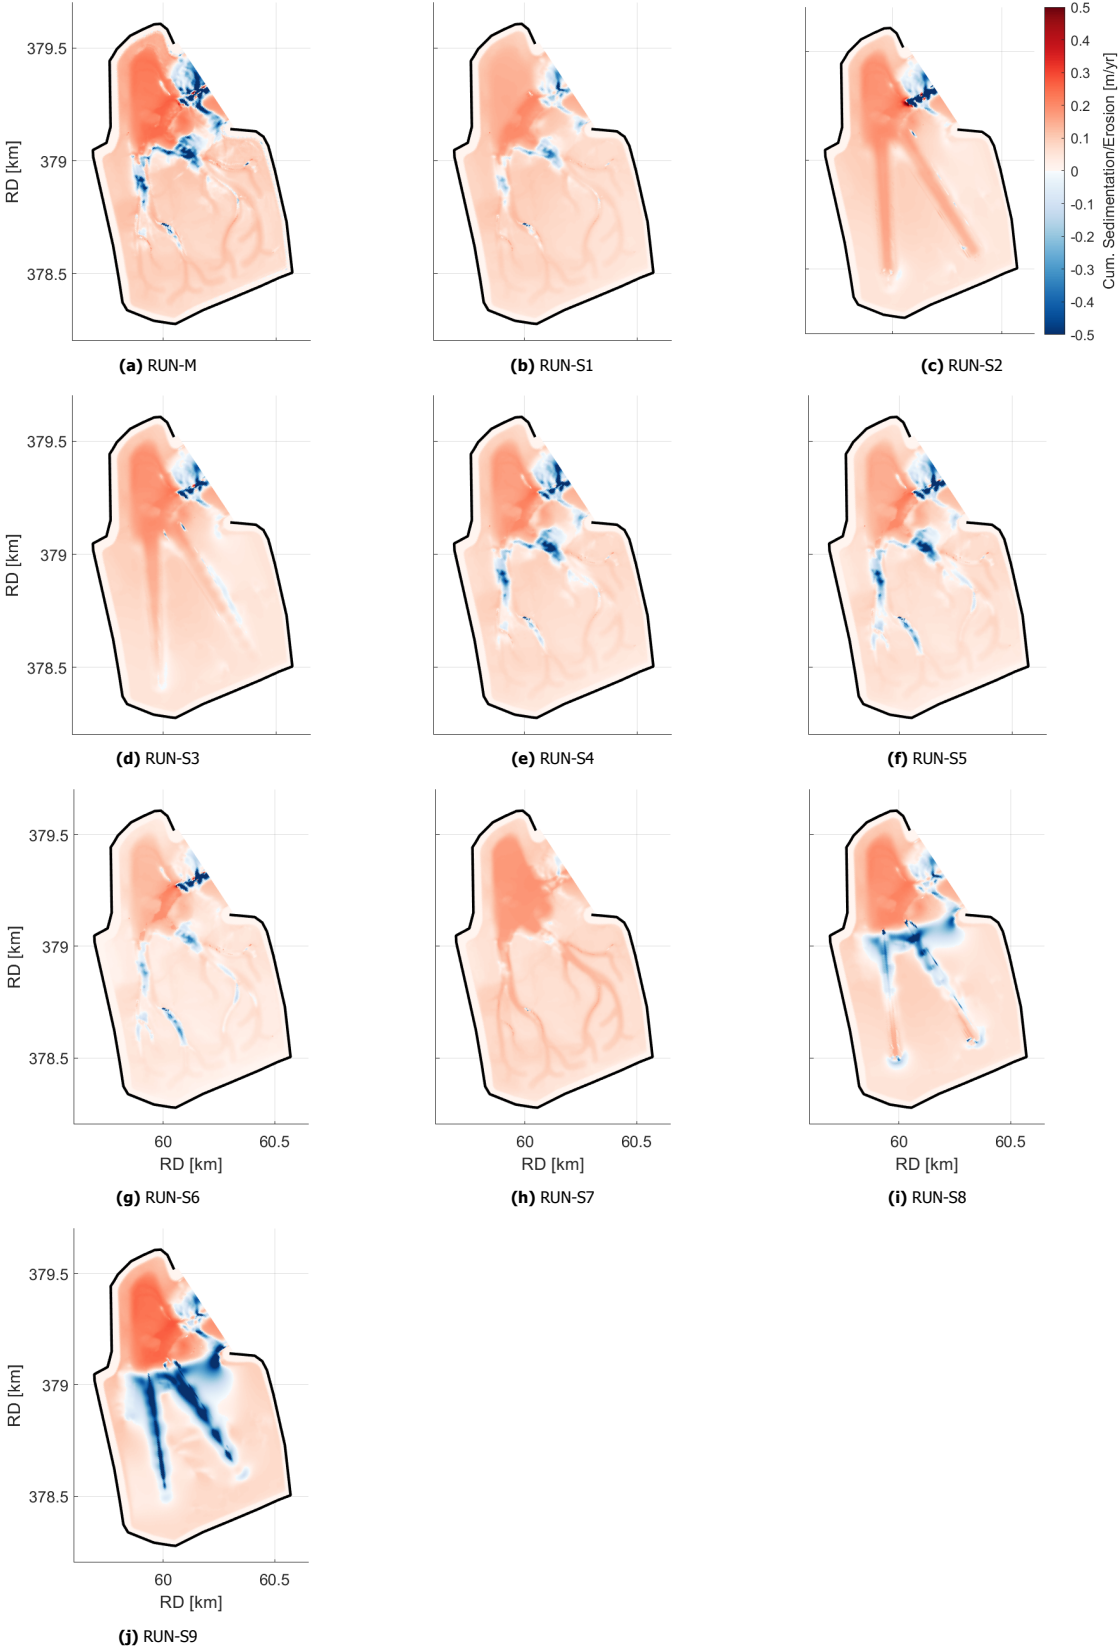 379.5
379
378.5
RD [km]
0.5
0.4
0.3
0.2
0.1
0
-0.1
-0.2
-0.3
-0.4
-0.5
Cum. Sedimentation/Erosion [m/yr]
(a) RUN-M
(b) RUN-S1
(c) RUN-S2
379.5
379
378.5
RD [km]
(d) RUN-S3
(e) RUN-S4
(f) RUN-S5
379.5
379
378.5
RD [km]
60 60.5
RD [km]
60 60.5
RD [km]
60 60.5
RD [km]
(g) RUN-S6
(h) RUN-S7
(i) RUN-S8
379.5
379
378.5
RD [km]
60 60.5
RD [km]
(j) RUN-S9